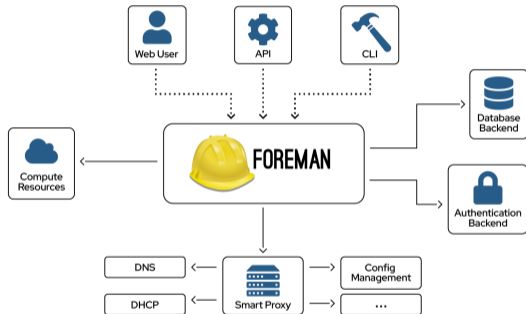 Web User
API
CLI
Database
Backend
FOREMAN
Compute
Resources
Authentication
Backend
DNS
Config
Management
DHCP
Smart Proxy
...